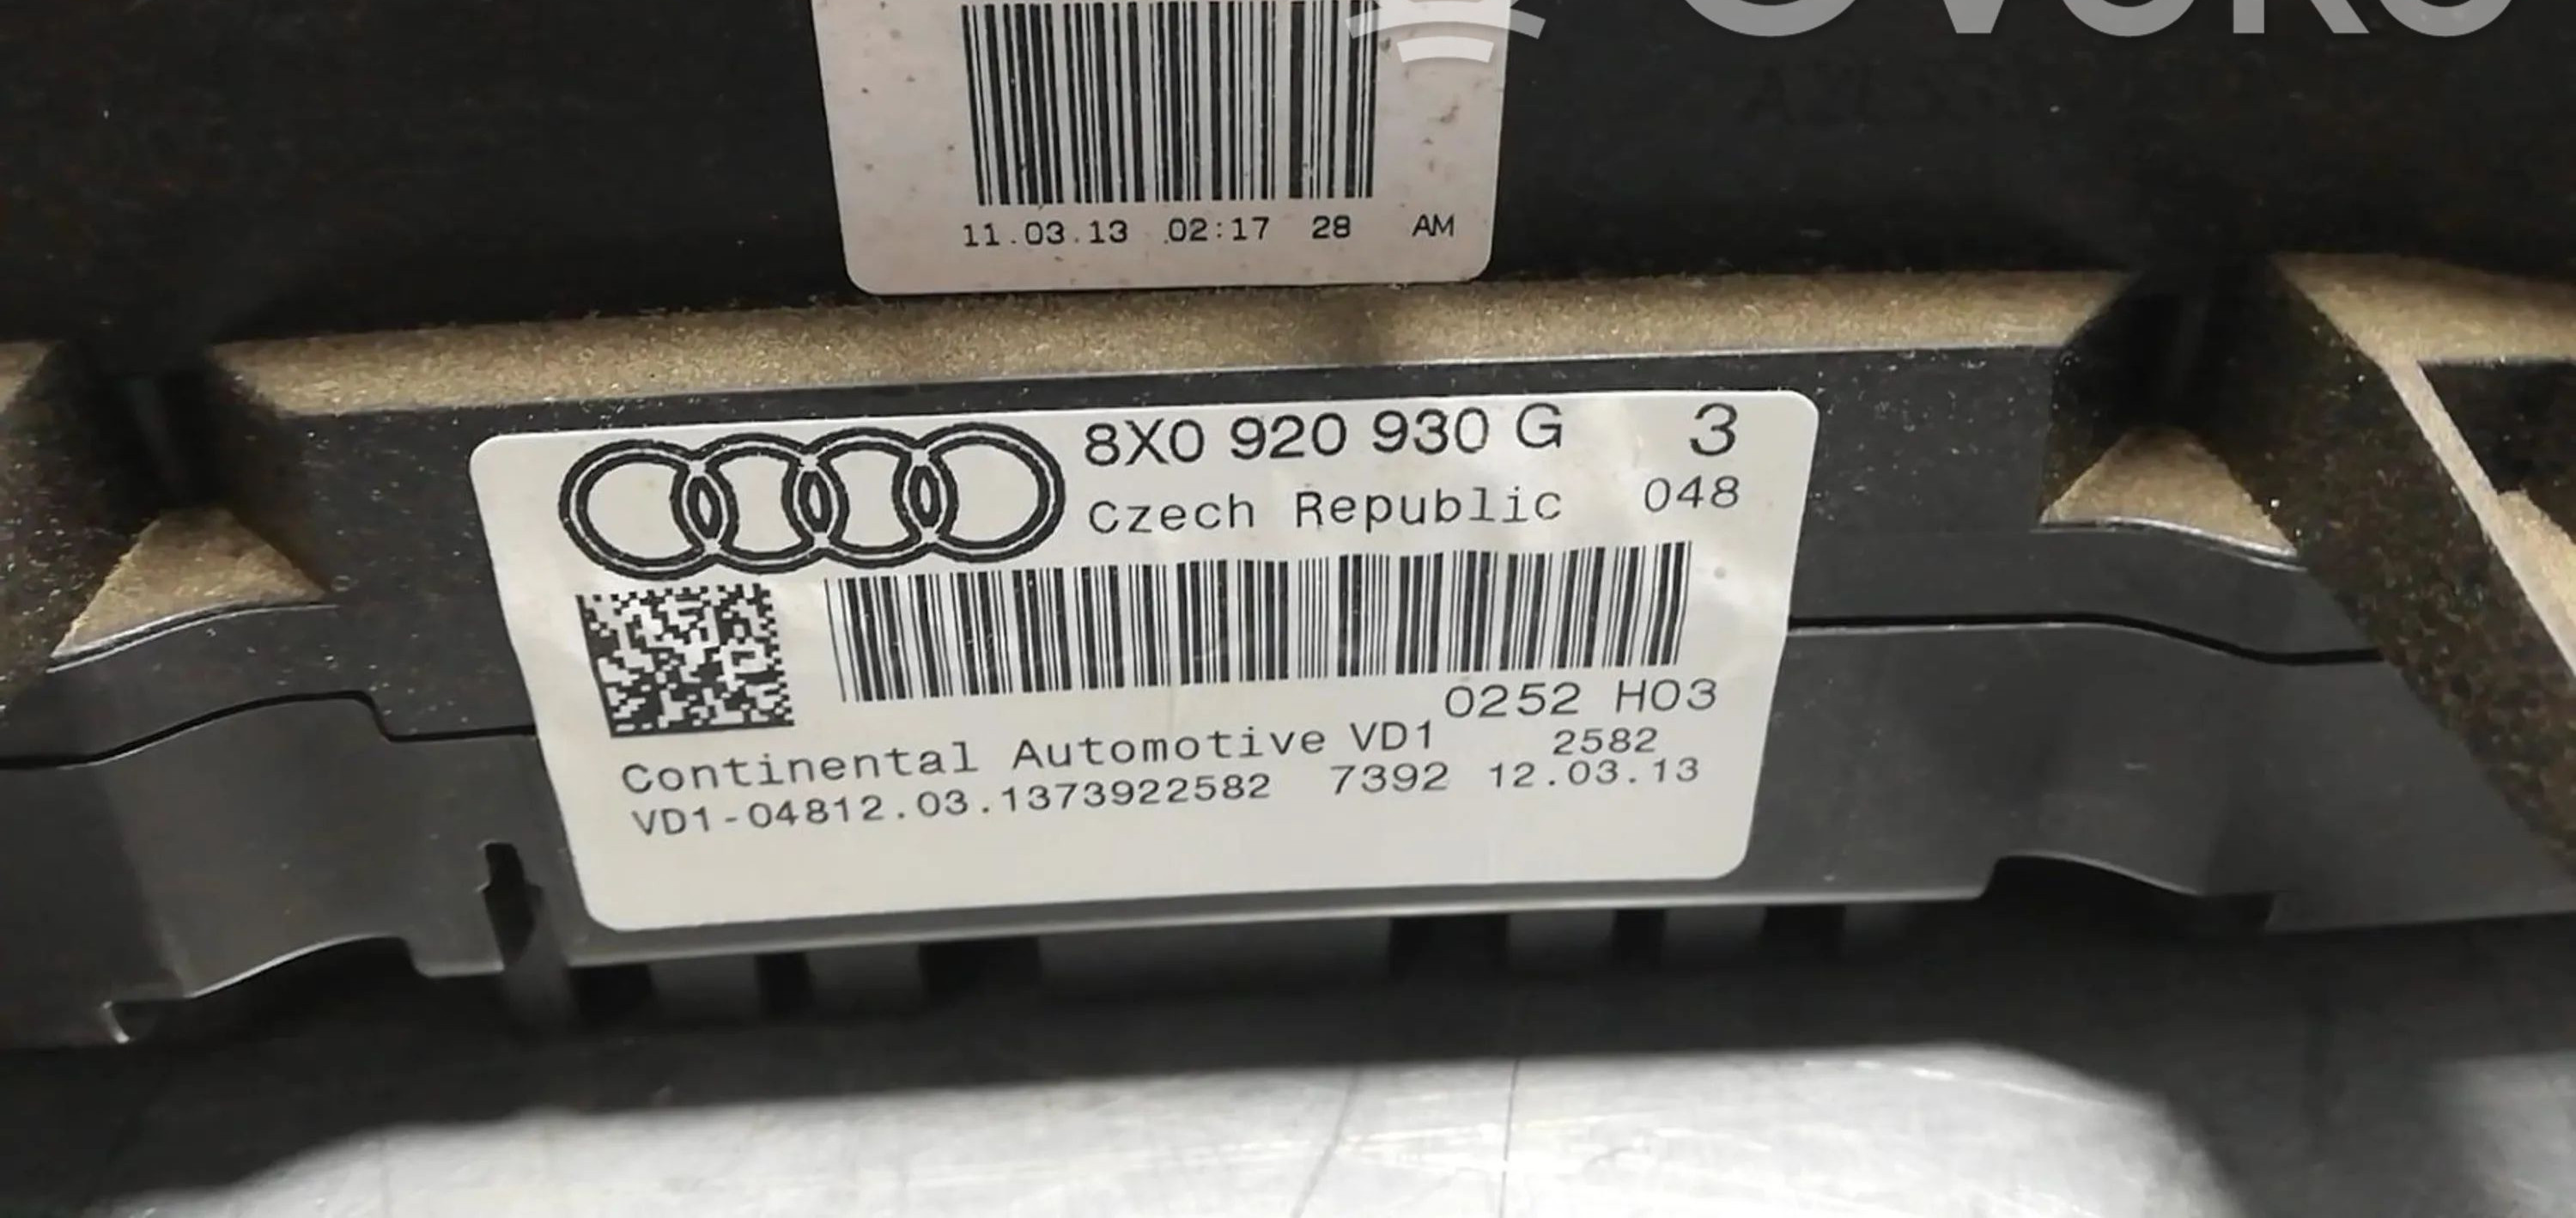 11.03.13 02:17 28 AM
8X0 920 930 G 3
Czech Republic 048
0252 H03
Continental Automotive VD1 2582
VD1-04812.03.1373922582 7392 12.03.13